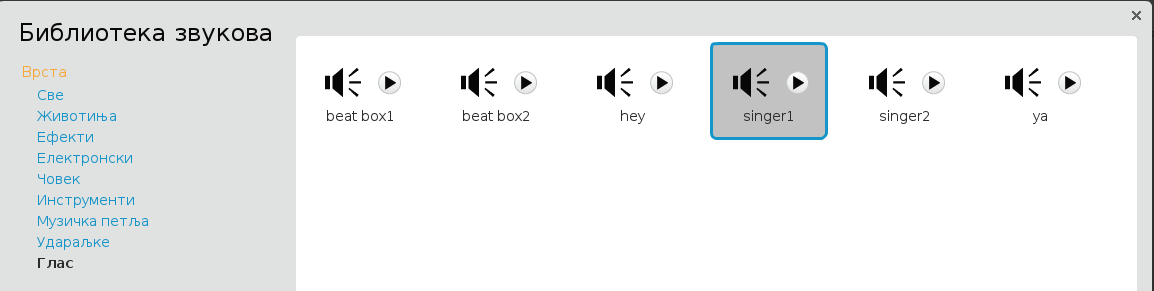 Библиотека звукова
Врста
Све
Животиња
Ефекти
Електронски
Човек
Инструменти
Музичка петља
Удараљке
Глас
beat box1
beat box2
hey
singer1
singer2
ya